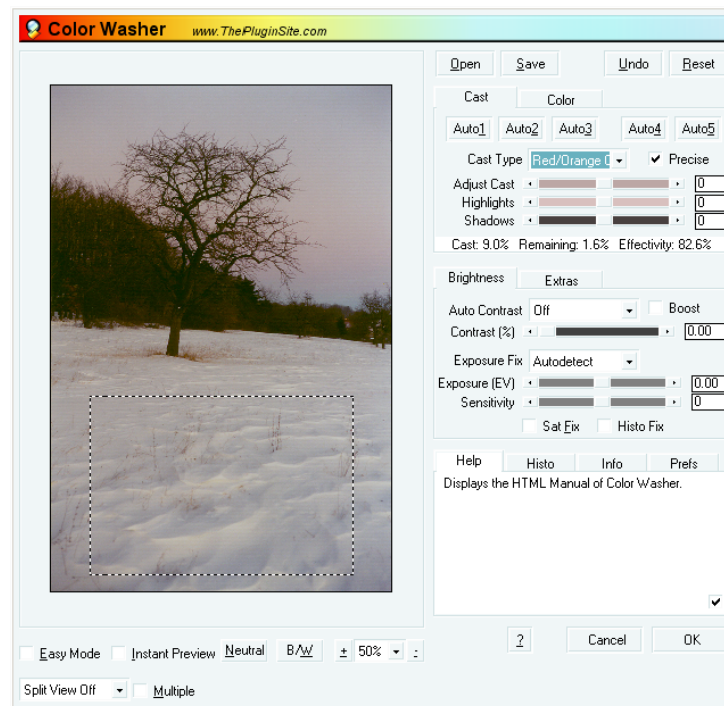 Color Washer www.ThePluginSite.com
Open Save Undo Reset
Cast Color
Auto1 Auto2 Auto3 Auto4 Auto5
Cast Type Red/Orange C Precise
Adjust Cast 0
Highlights 0
Shadows 0
Cast: 9.0% Remaining: 1.6% Effectivity: 82.6%
Brightness Extras
Auto Contrast Off Boost
Contrast (%) 0.00
Exposure Fix Autodetect
Exposure (EV) 0.00
Sensitivity 0
Sat Fix Histo Fix
Help Histo Info Prefs
Displays the HTML Manual of Color Washer.
? Cancel OK
Easy Mode Instant Preview Neutral B/W + 50% -
Split View Off Multiple